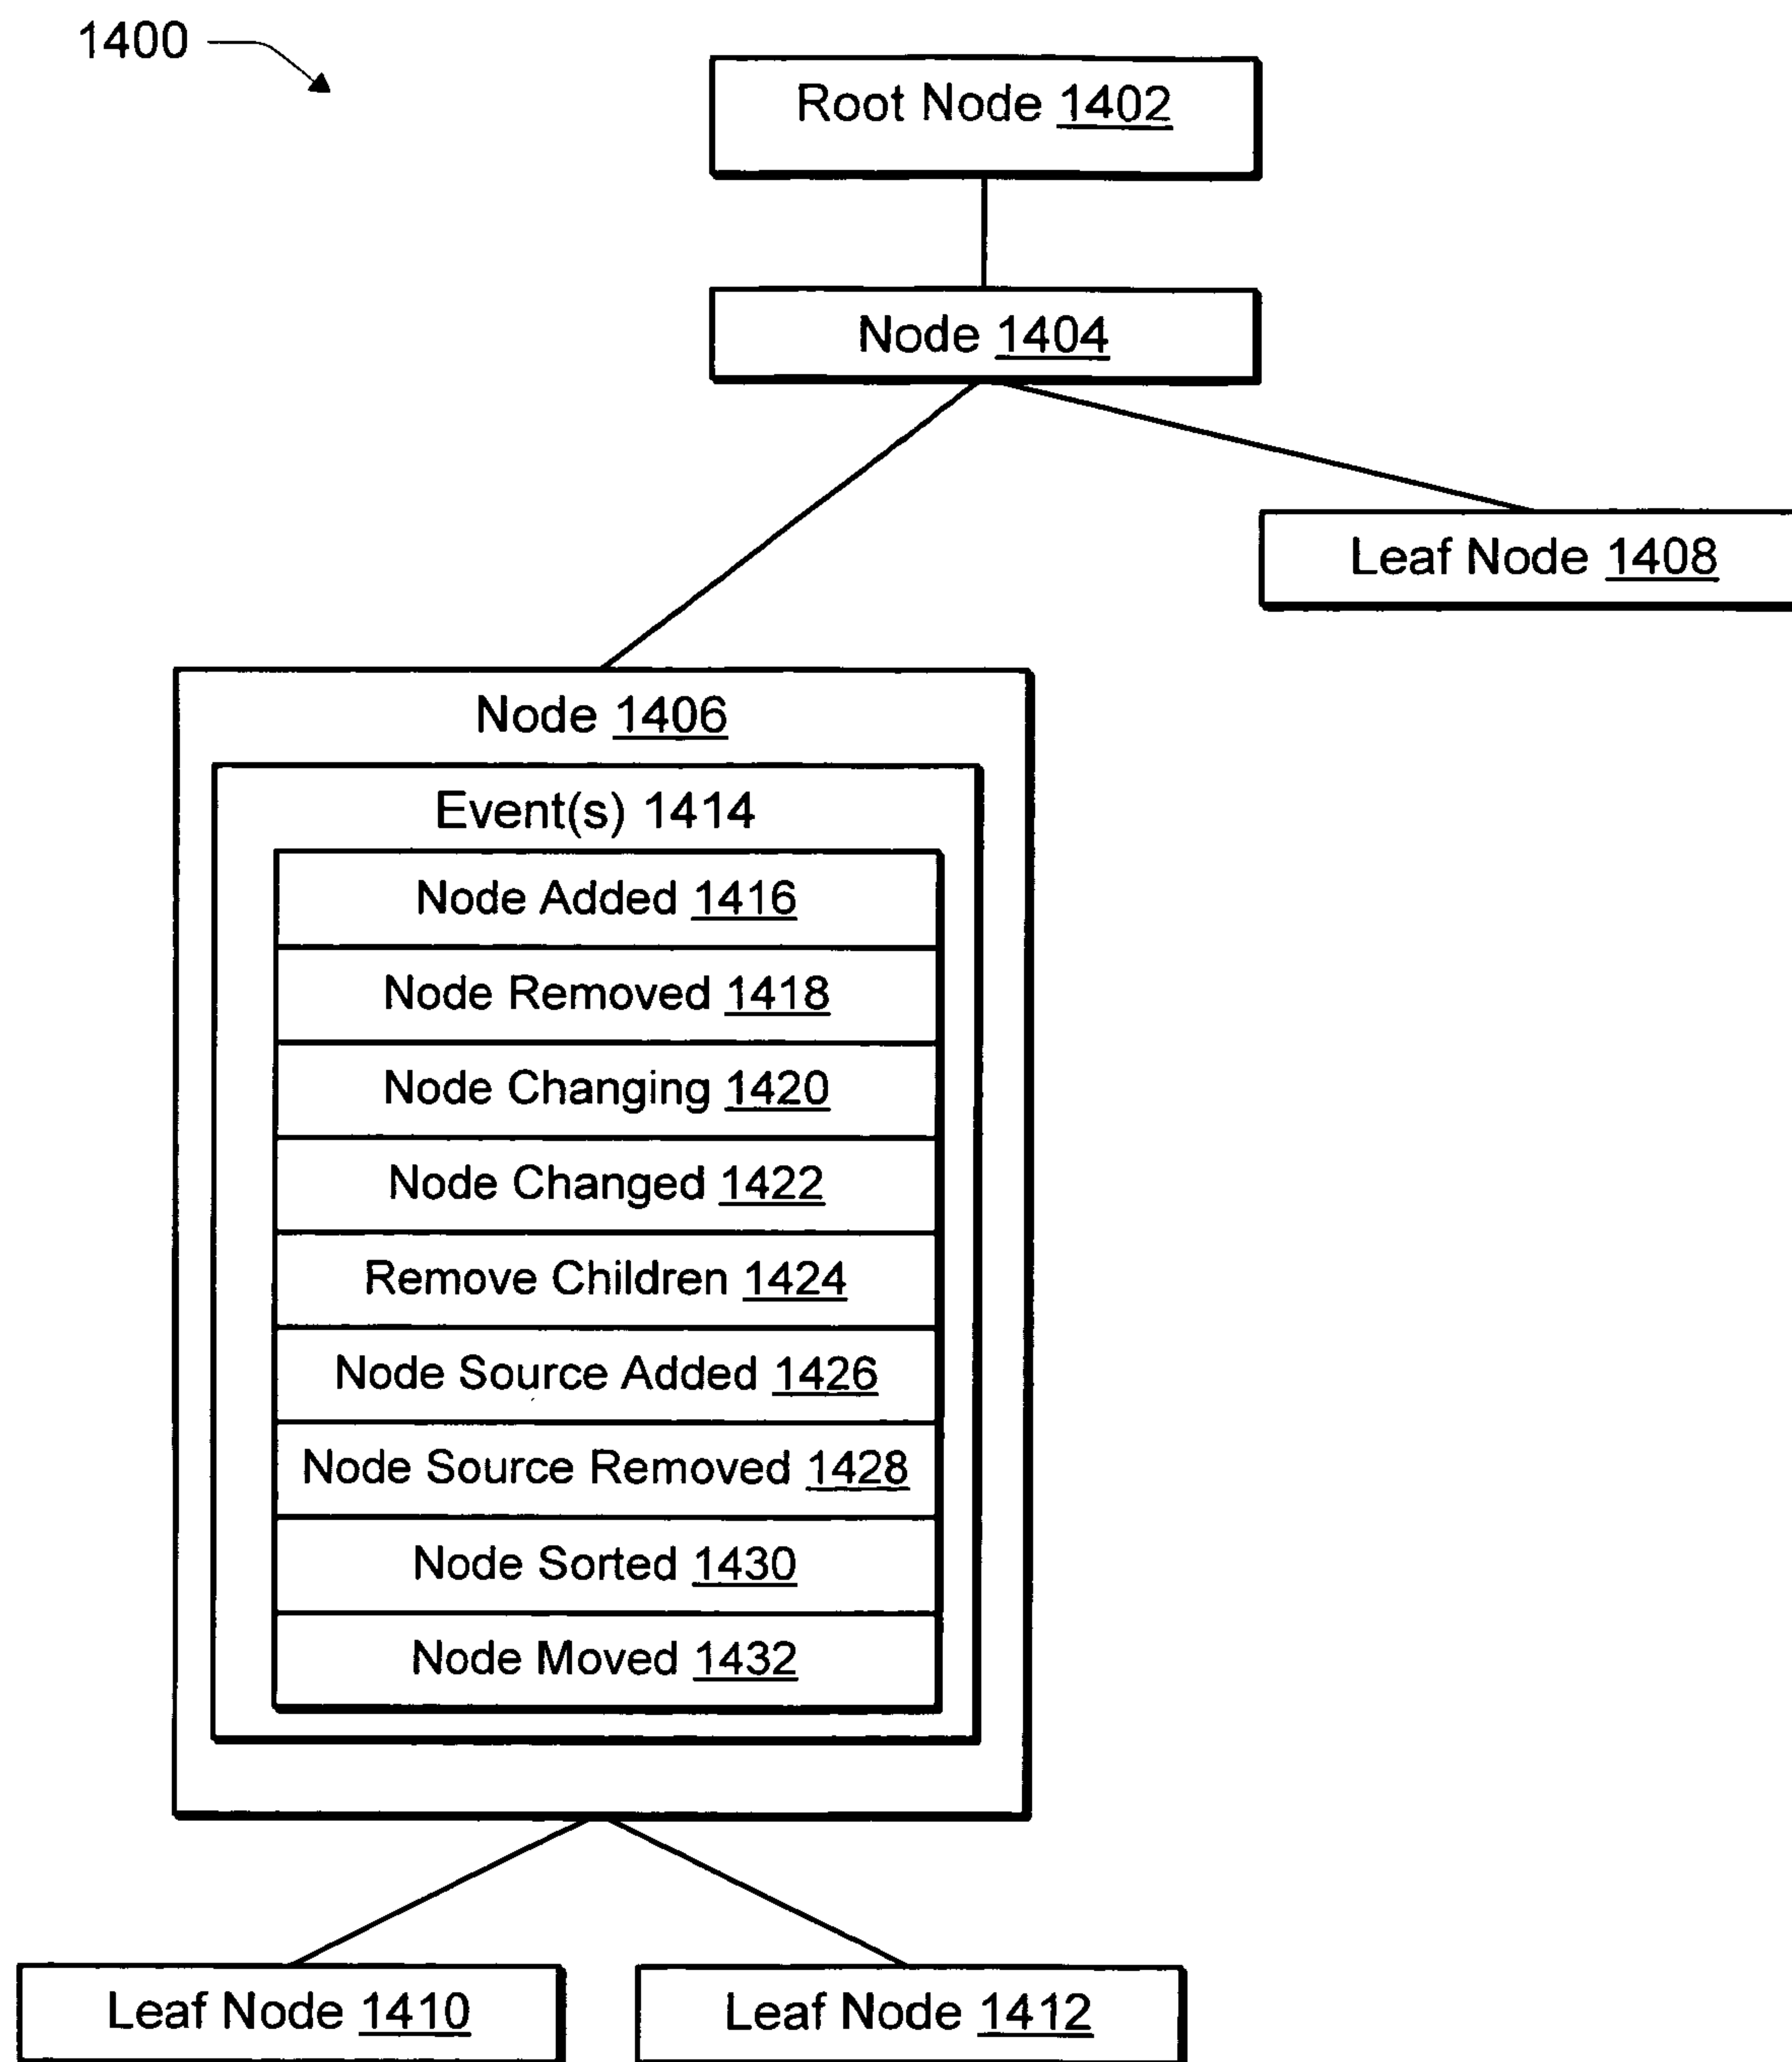 1400
Root Node 1402
Node 1404
Leaf Node 1408
Node 1406
Event(s) 1414
Node Added 1416
Node Removed 1418
Node Changing 1420
Node Changed 1422
Remove Children 1424
Node Source Added 1426
Node Source Removed 1428
Node Sorted 1430
Node Moved 1432
Leaf Node 1410
Leaf Node 1412